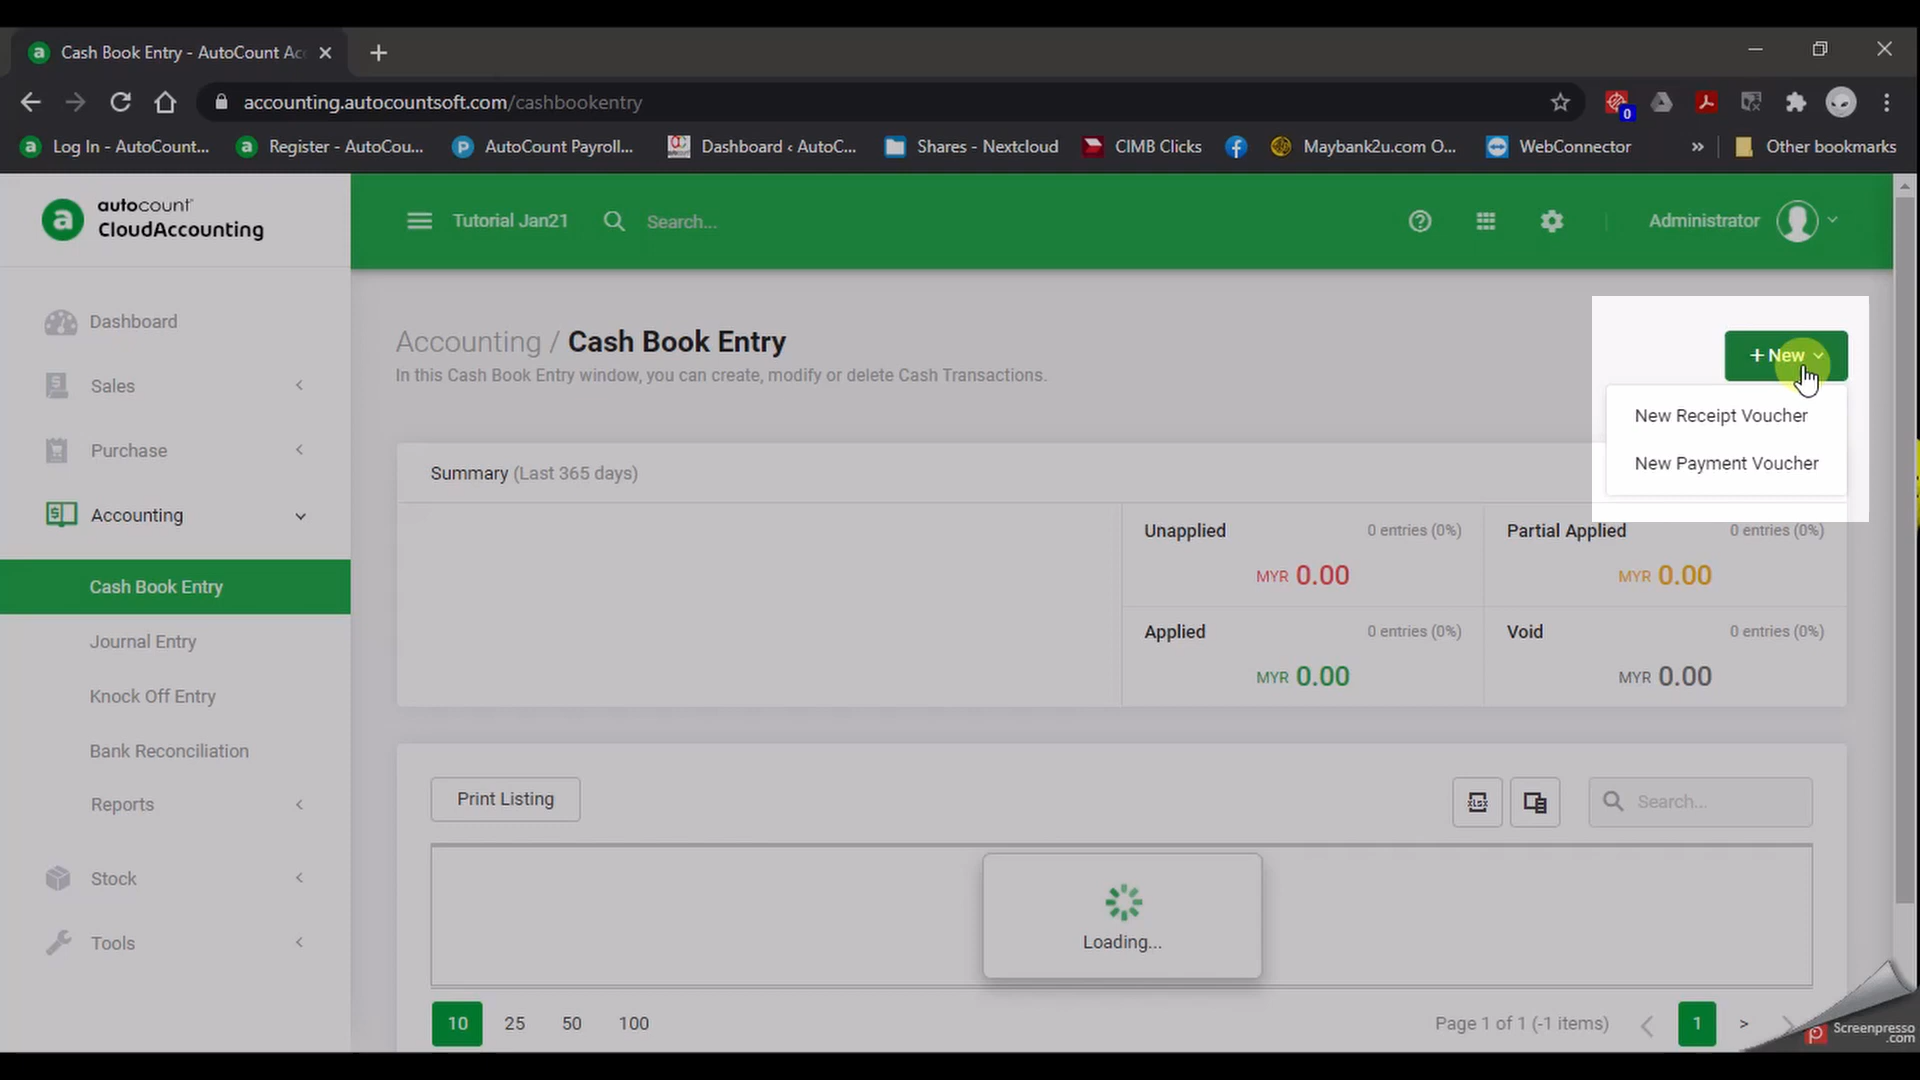 Cash Book Entry - AutoCount Acc
accounting.autocountsoft.com/cashbookentry
0
Log In - AutoCount...
Register - AutoCou...
AutoCount Payroll...
Dashboard ‹ AutoC...
Shares - Nextcloud
CIMB Clicks
Maybank2u.com O...
WebConnector
»
Other bookmarks
autocount
CloudAccounting
Tutorial Jan21
Search...
Administrator
Dashboard
Sales
Purchase
Accounting
Cash Book Entry
Journal Entry
Knock Off Entry
Bank Reconciliation
Reports
Stock
Tools
Accounting / Cash Book Entry
In this Cash Book Entry window, you can create, modify or delete Cash Transactions.
+ New
New Receipt Voucher
New Payment Voucher
Summary (Last 365 days)
Unapplied 0 entries (0%)
MYR 0.00
Partial Applied 0 entries (0%)
MYR 0.00
Applied 0 entries (0%)
MYR 0.00
Void 0 entries (0%)
MYR 0.00
Print Listing
XLSX
Search...
Loading...
10 25 50 100
Page 1 of 1 (-1 items)
1
Screenpresso
.com